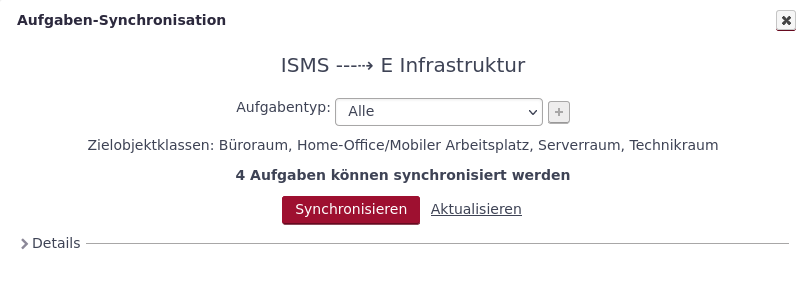 Aufgaben-Synchronisation
ISMS ---→ E Infrastruktur
Aufgabentyp: Alle
Zielobjektklassen: Büroraum, Home-Office/Mobiler Arbeitsplatz, Serverraum, Technikraum
4 Aufgaben können synchronisiert werden
Synchronisieren Aktualisieren
Details